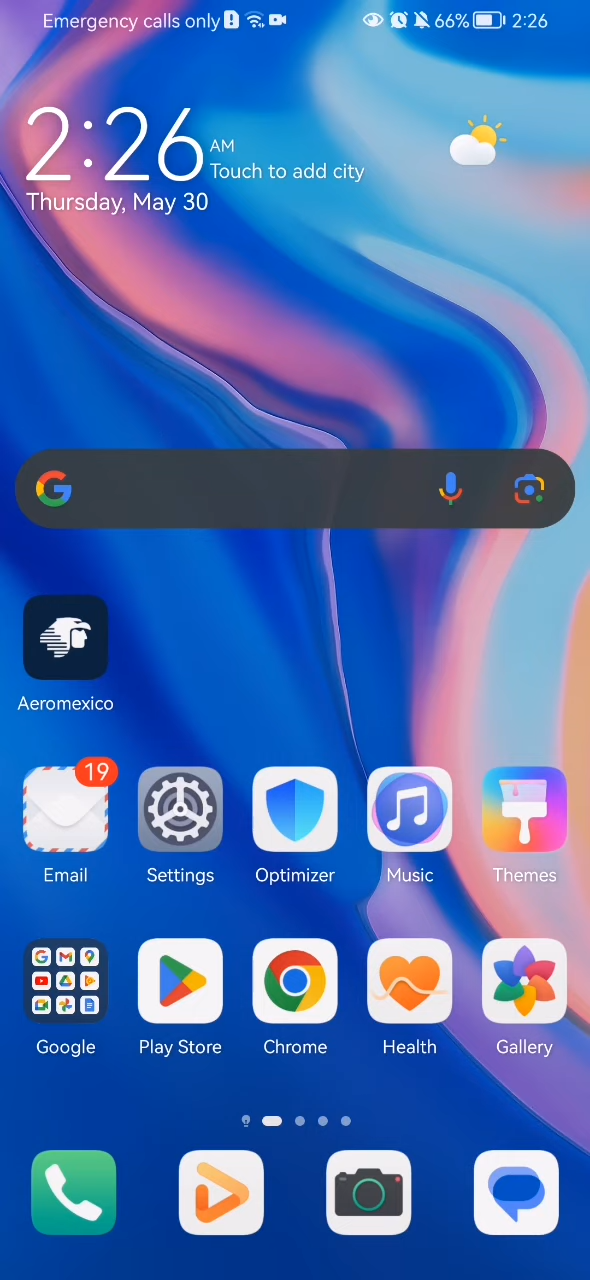 Emergency calls only 66% 2:26
2:26 AM
Touch to add city
Thursday, May 30
Aeromexico
19
Email Settings Optimizer Music Themes
Google Play Store Chrome Health Gallery